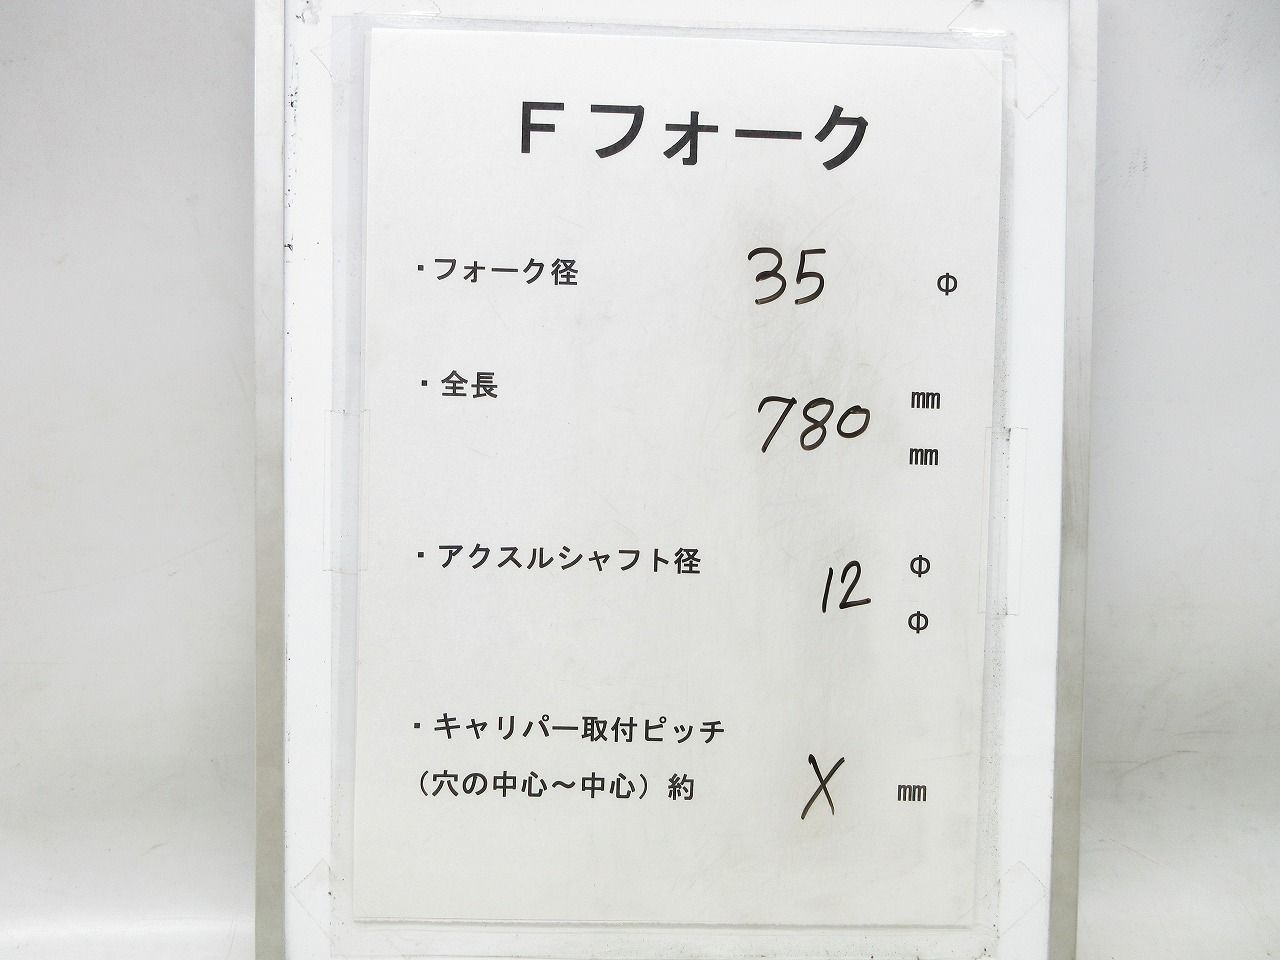 Fフォーク
・フォーク径 35 Φ
・全長 780 mm
mm
・アクスルシャフト径 12 Φ
Φ
・キャリパー取付ピッチ
（穴の中心～中心）約 X mm